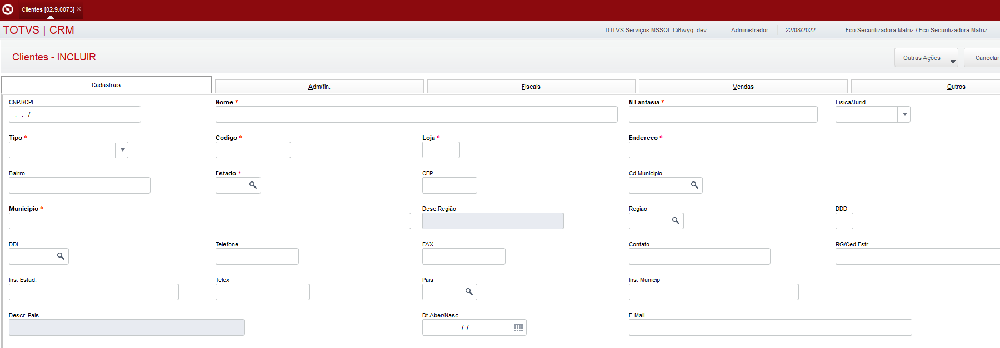 Clientes [02.9.0073] ×
TOTVS | CRM
TOTVS Serviços MSSQL Ci6wyq_dev
Administrador
22/08/2022
Eco Securitizadora Matriz / Eco Securitizadora Matriz
Clientes - INCLUIR
Outras Ações
Cancelar
Cadastrais
Adm/fin.
Fiscais
Vendas
Outros
CNPJ/CPF
Nome *
N Fantasia *
Fisica/Jurid
. . / -
Tipo *
Codigo *
Loja *
Endereco *
Bairro
Estado *
CEP
Cd.Municipio
-
Municipio *
Desc.Região
Regiao
DDD
DDI
Telefone
FAX
Contato
RG/Ced.Estr.
Ins. Estad.
Telex
Pais
Ins. Municip
Descr. Pais
Dt.Aber/Nasc
E-Mail
/ /